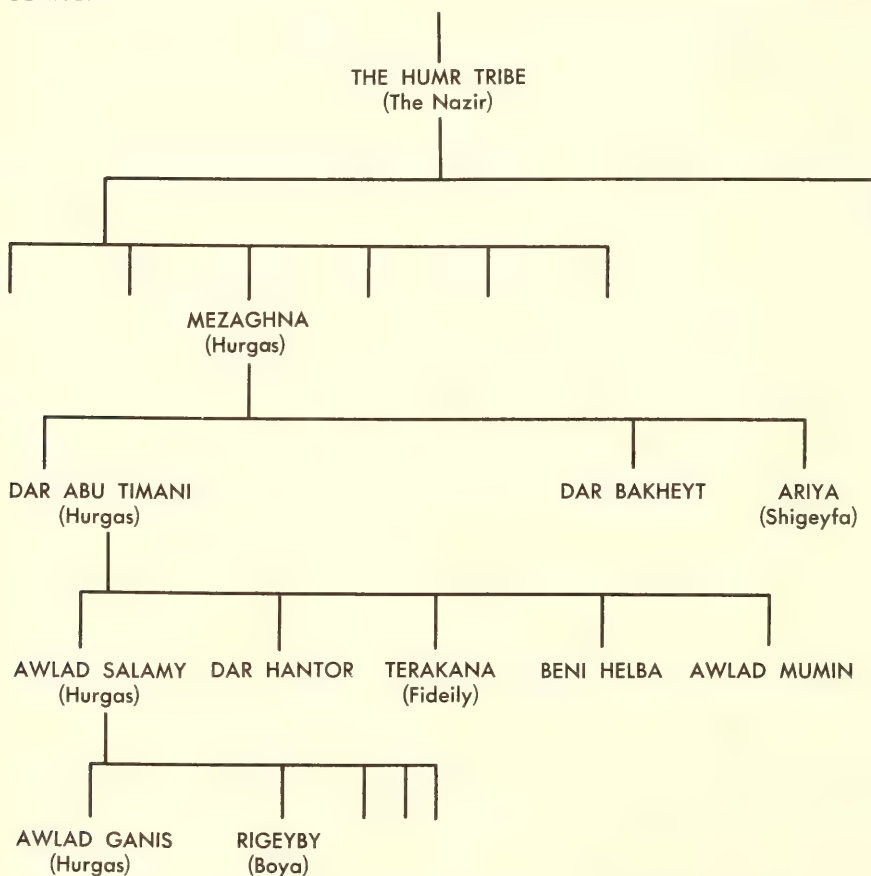 THE HUMR TRIBE
(The Nazir)
MEZAGHNA
(Hurgas)
DAR ABU TIMANI
(Hurgas)
DAR BAKHEYT
ARIYA
(Shigeyfa)
AWLAD SALAMY
(Hurgas)
DAR HANTOR
TERAKANA
(Fideily)
BENI HELBA
AWLAD MUMIN
AWLAD GANIS
(Hurgas)
RIGEYBY
(Boya)